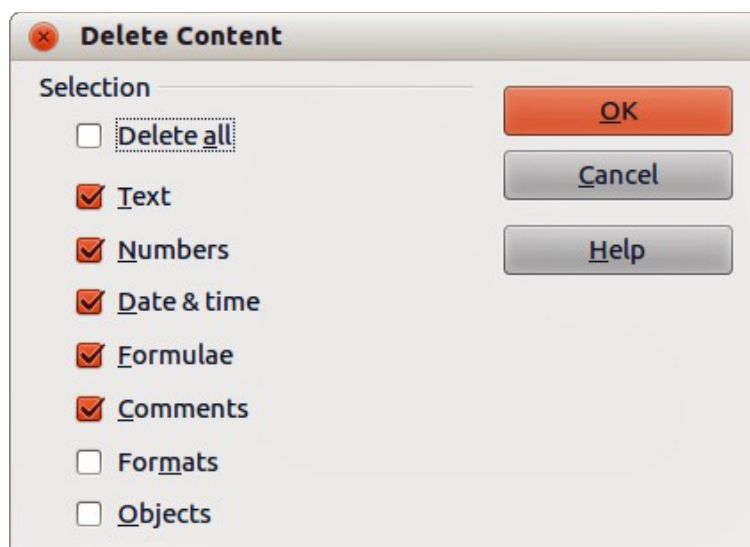 Delete Content
Selection
Delete all
Text
Numbers
Date & time
Formulae
Comments
Formats
Objects
OK
Cancel
Help